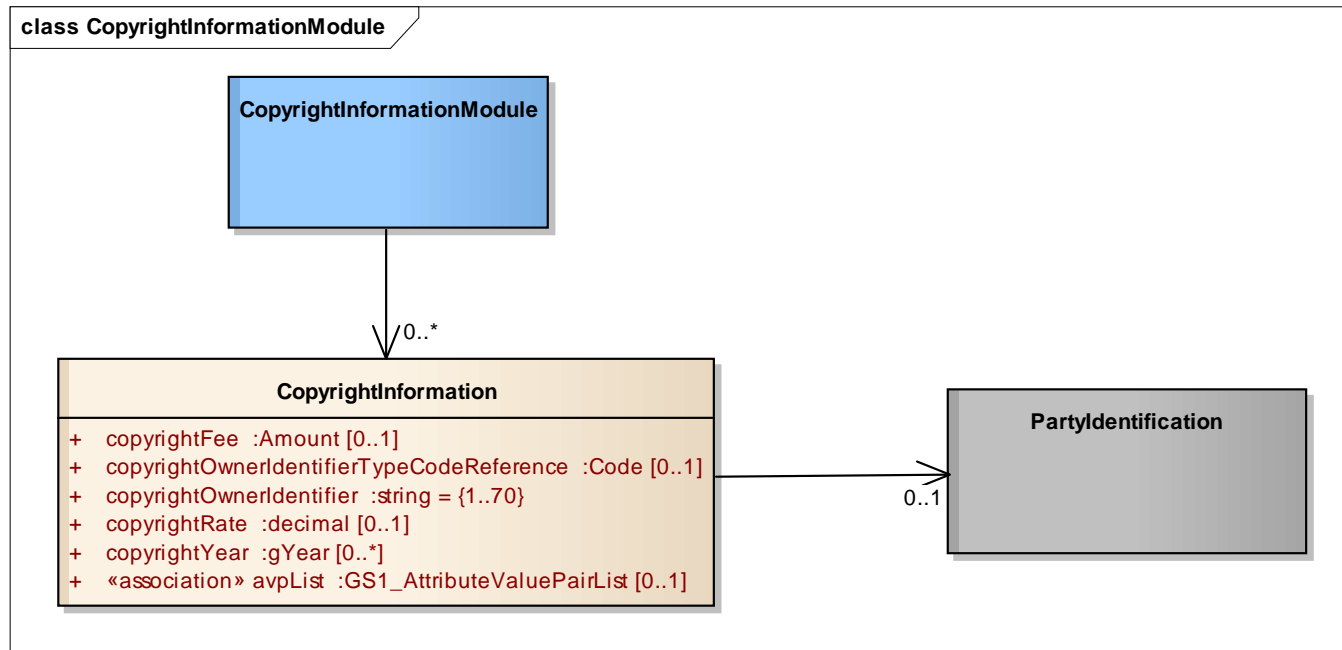 class CopyrightInformationModule
CopyrightInformationModule
0..*
CopyrightInformation
+ copyrightFee :Amount [0..1]
+ copyrightOwnerIdentifierTypeCodeReference :Code [0..1]
+ copyrightOwnerIdentifier :string = {1..70}
+ copyrightRate :decimal [0..1]
+ copyrightYear :gYear [0..*]
+ «association» avpList :GS1_AttributeValuePairList [0..1]
PartyIdentification
0..1